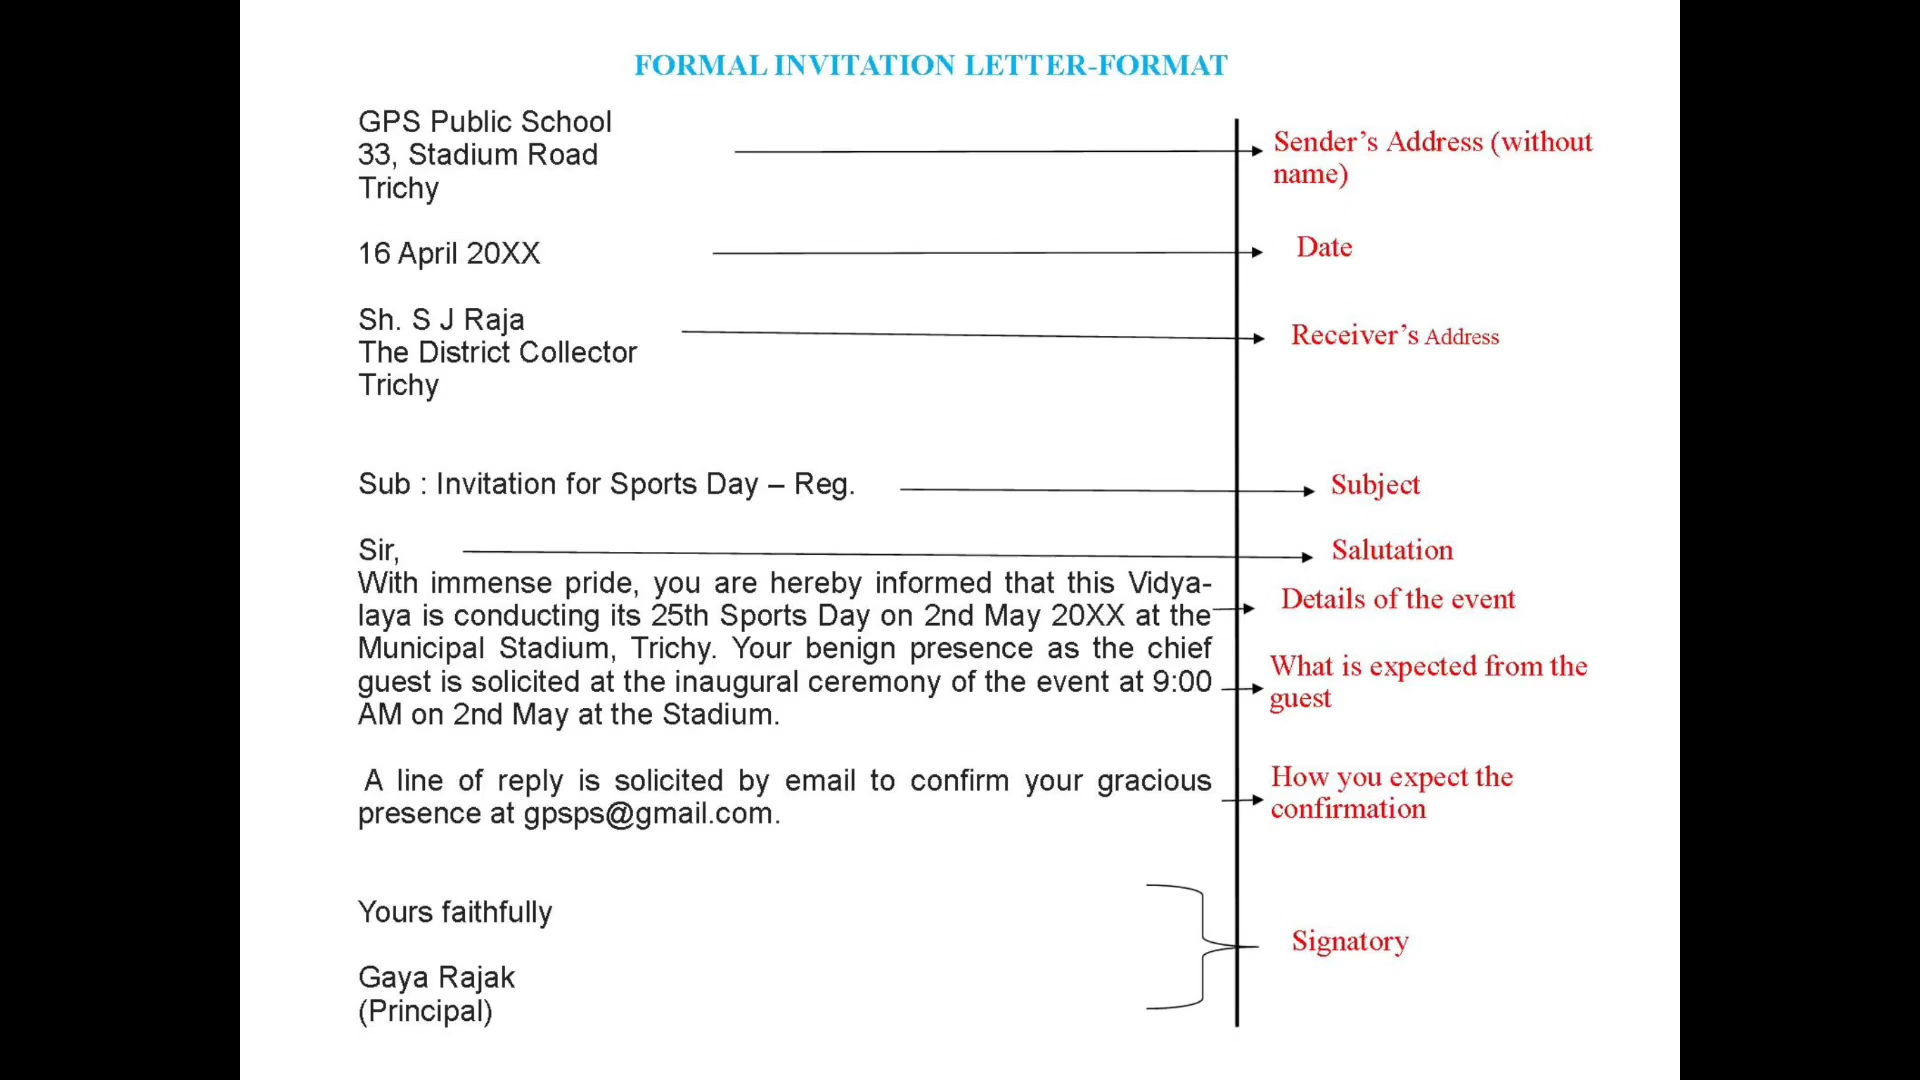 FORMAL INVITATION LETTER-FORMAT
GPS Public School
33, Stadium Road
Trichy
Sender's Address (without
name)
16 April 20XX
Date
Sh. S J Raja
The District Collector
Trichy
Receiver's Address
Sub : Invitation for Sports Day – Reg.
Subject
Sir,
Salutation
With immense pride, you are hereby informed that this Vidya-
laya is conducting its 25th Sports Day on 2nd May 20XX at the
Municipal Stadium, Trichy. Your benign presence as the chief
guest is solicited at the inaugural ceremony of the event at 9:00
AM on 2nd May at the Stadium.
Details of the event
What is expected from the
guest
A line of reply is solicited by email to confirm your gracious
presence at gpsps@gmail.com.
How you expect the
confirmation
Yours faithfully
Gaya Rajak
(Principal)
Signatory